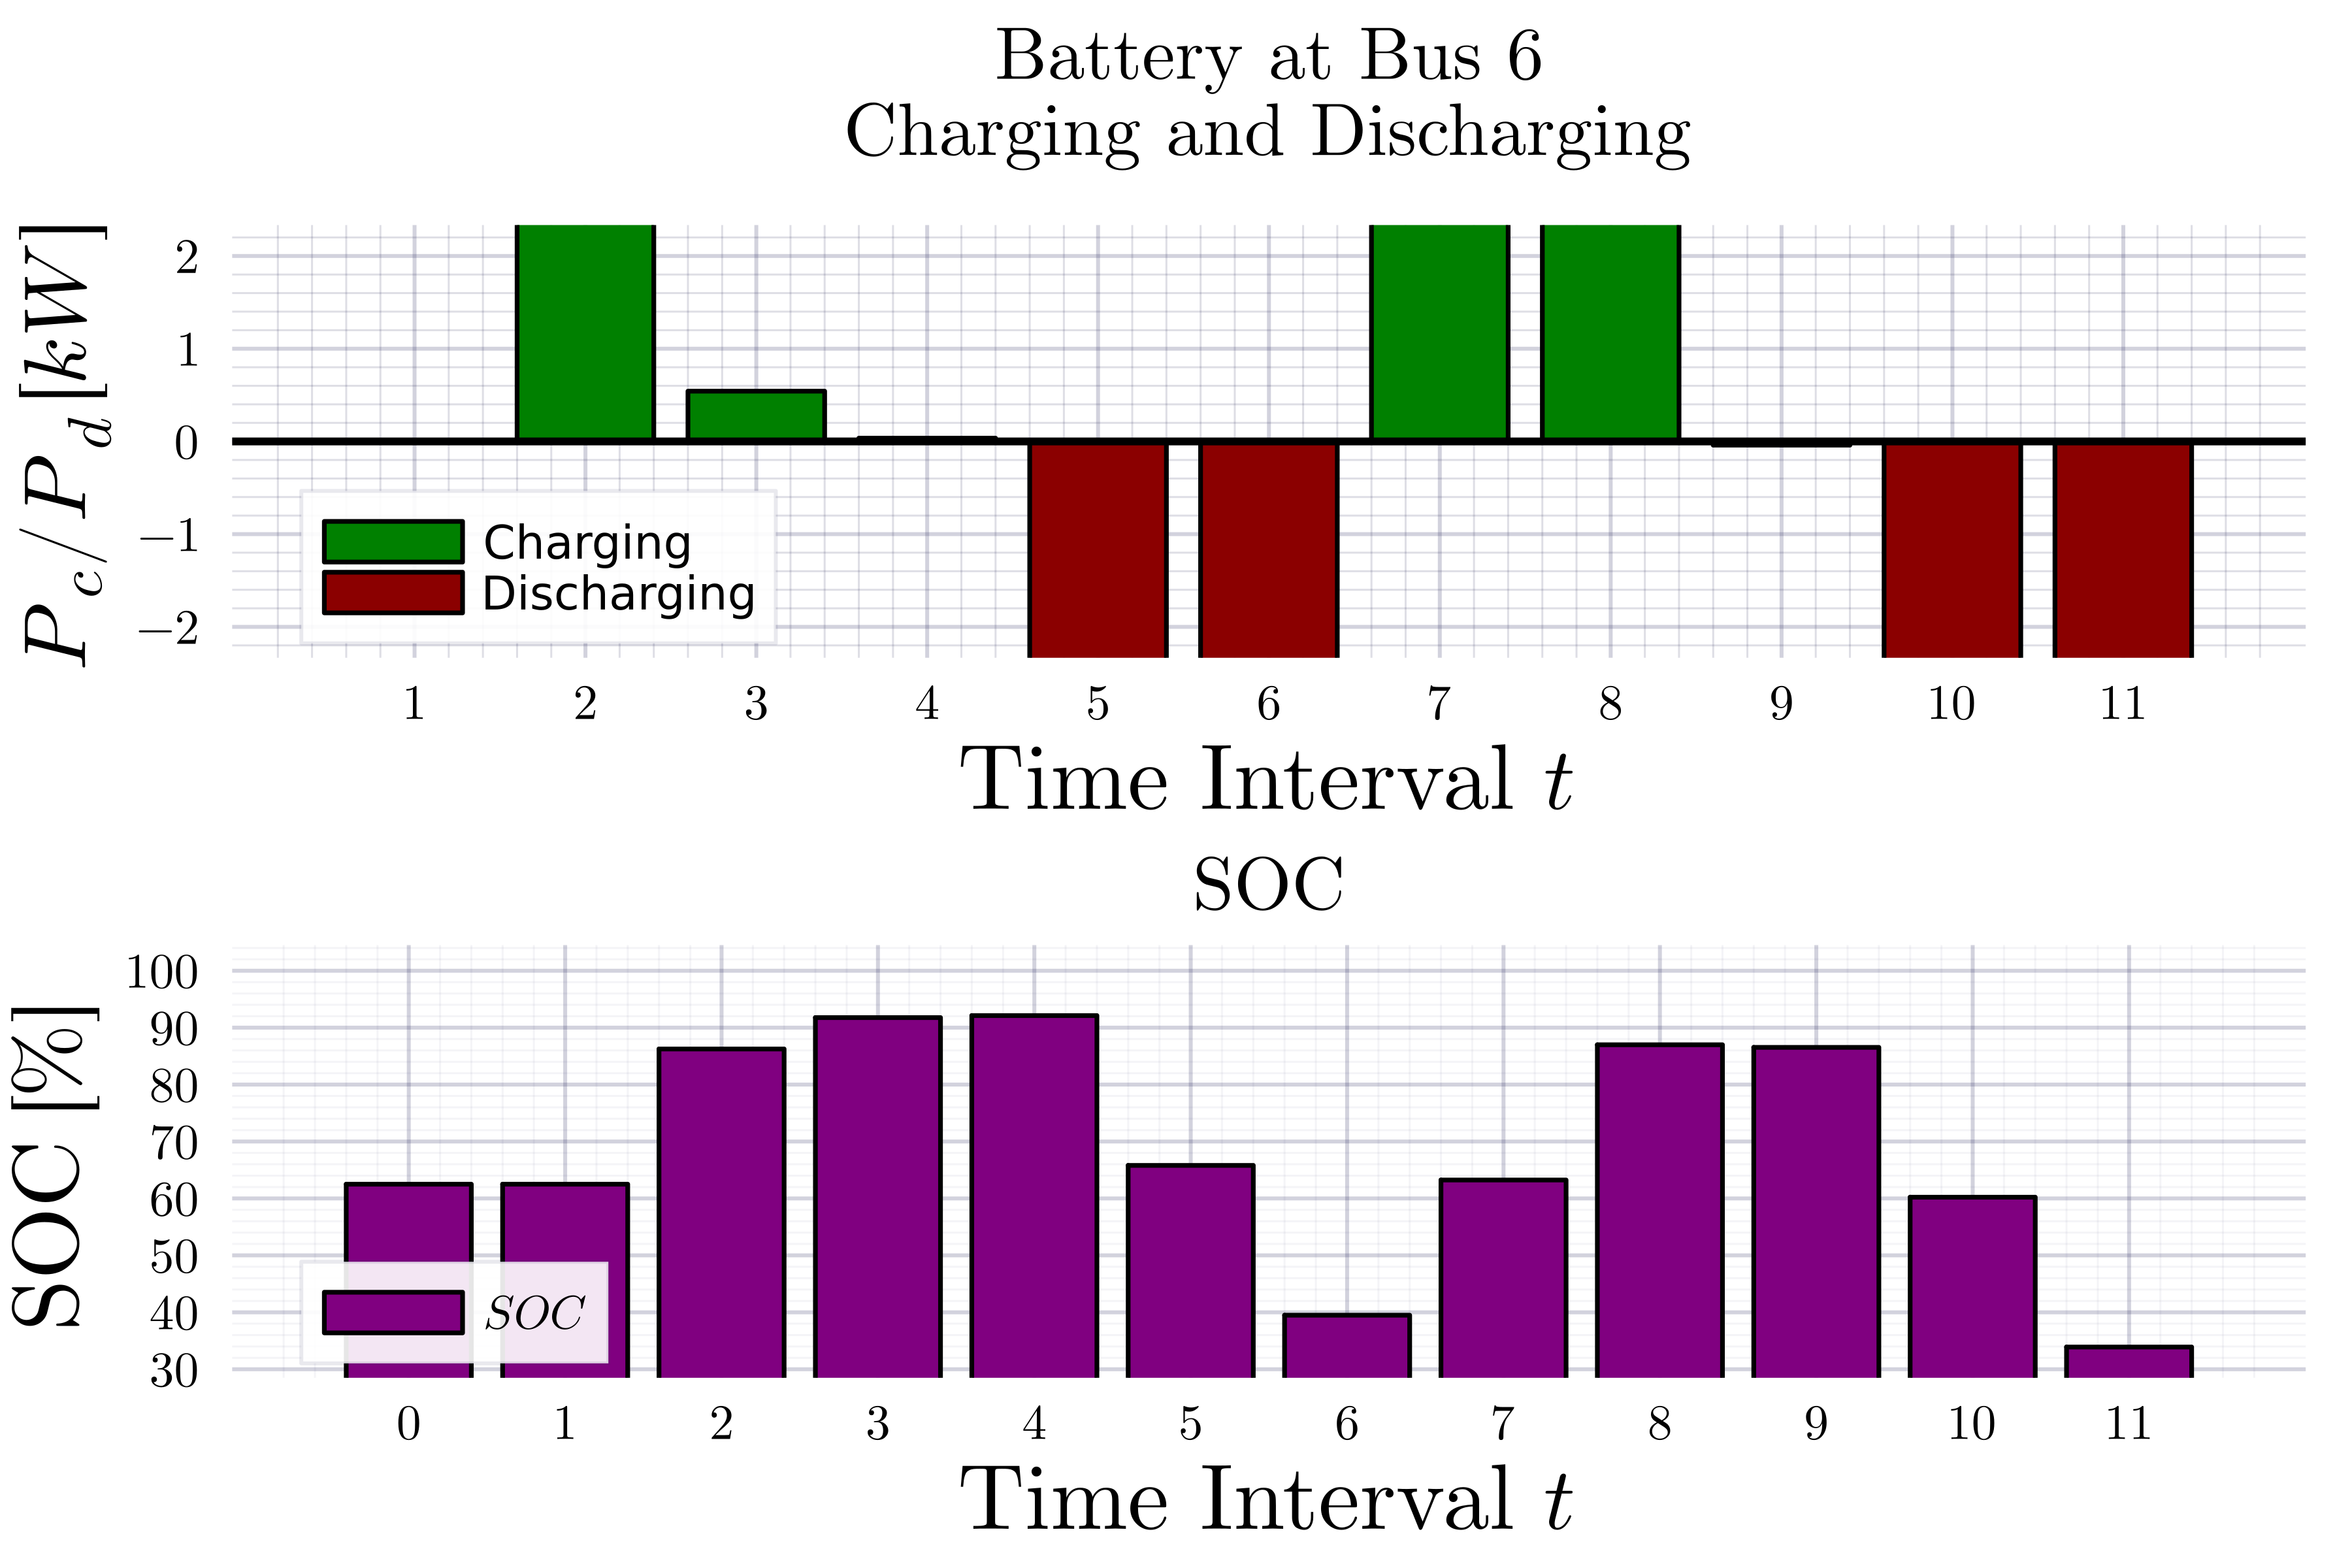 Battery at Bus 6
Charging and Discharging
P_c/P_d [kW]
2
1
0
−1
−2
Charging
Discharging
1 2 3 4 5 6 7 8 9 10 11
Time Interval t
SOC
SOC [%]
100
90
80
70
60
50
40
30
SOC
0 1 2 3 4 5 6 7 8 9 10 11
Time Interval t